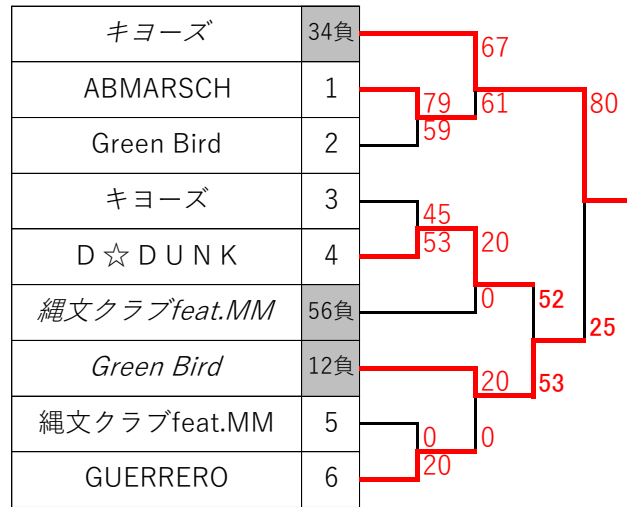 キヨーズ 34負
67
ABMARSCH 1
79 61 80
Green Bird 2
59
キヨーズ 3
45
D☆DUNK 4
53 20
縄文クラブfeat.MM 56負
0 52
25
Green Bird 12負
20 53
縄文クラブfeat.MM 5
0 0
GUERRERO 6
20